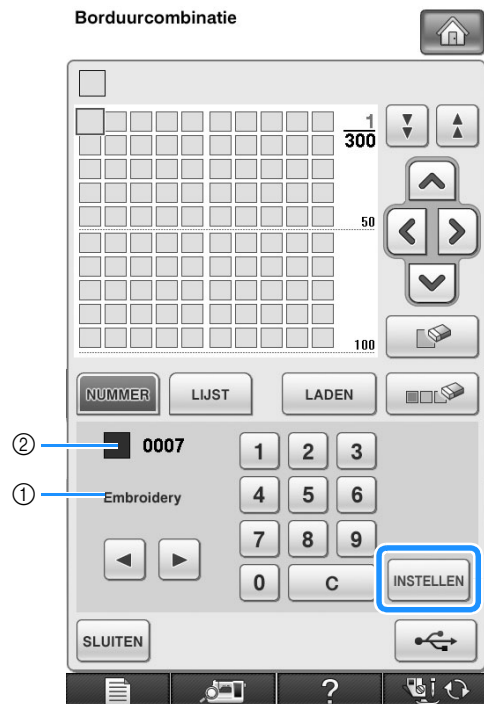 Borduurcombinatie
1
300
50
100
NUMMER LIJST LADEN
② 0007
① Embroidery
1 2 3
4 5 6
7 8 9
0 C
INSTELLEN
SLUITEN
?
i